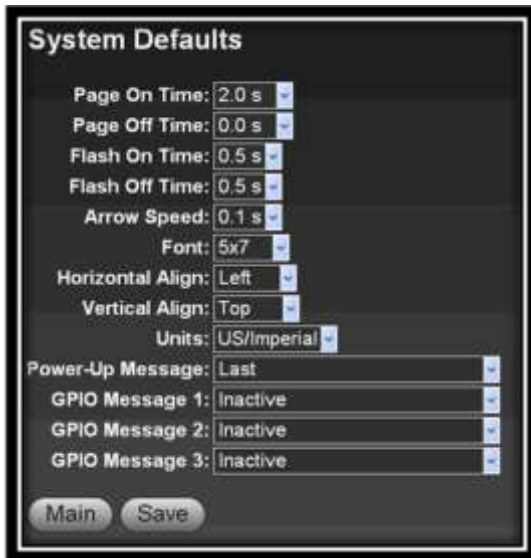 System Defaults
Page On Time: 2.0 s
Page Off Time: 0.0 s
Flash On Time: 0.5 s
Flash Off Time: 0.5 s
Arrow Speed: 0.1 s
Font: 5x7
Horizontal Align: Left
Vertical Align: Top
Units: US/Imperial
Power-Up Message: Last
GPIO Message 1: Inactive
GPIO Message 2: Inactive
GPIO Message 3: Inactive
Main Save